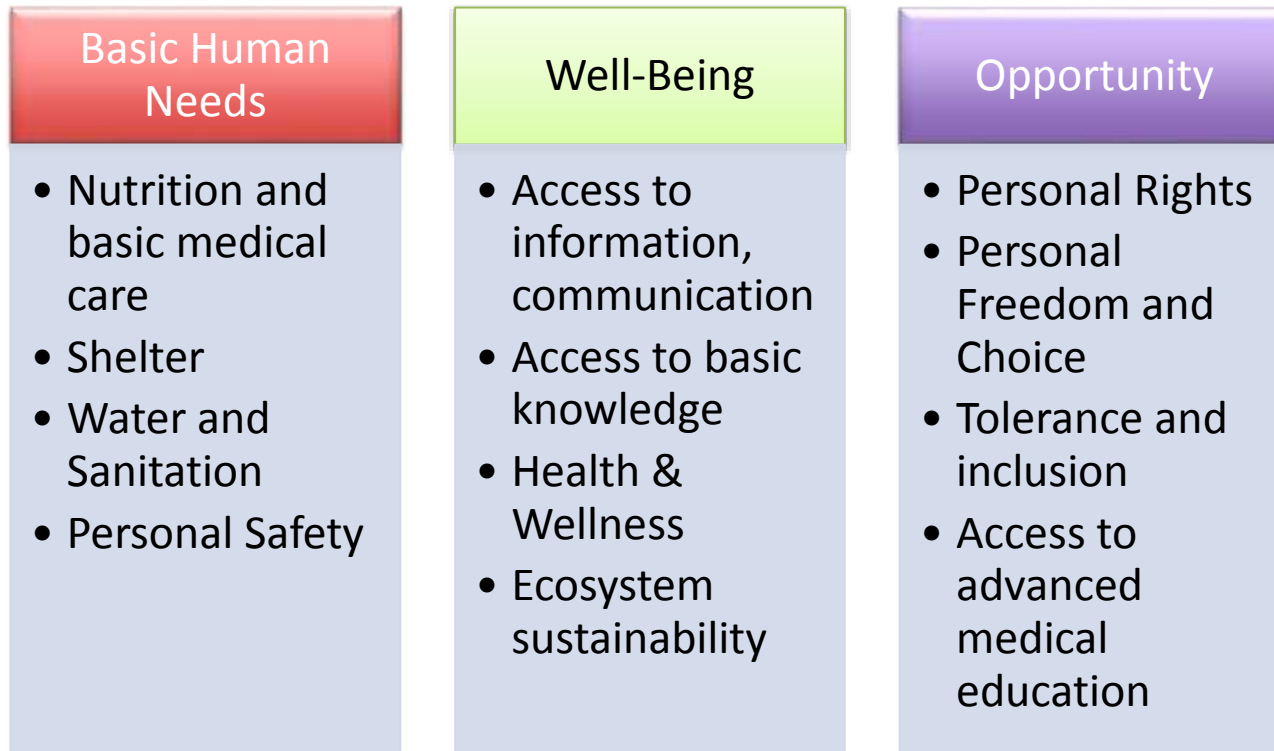 Basic Human
Needs
• Nutrition and
basic medical
care
• Shelter
• Water and
Sanitation
• Personal Safety
Well-Being
• Access to
information,
communication
• Access to basic
knowledge
• Health &
Wellness
• Ecosystem
sustainability
Opportunity
• Personal Rights
• Personal
Freedom and
Choice
• Tolerance and
inclusion
• Access to
advanced
medical
education